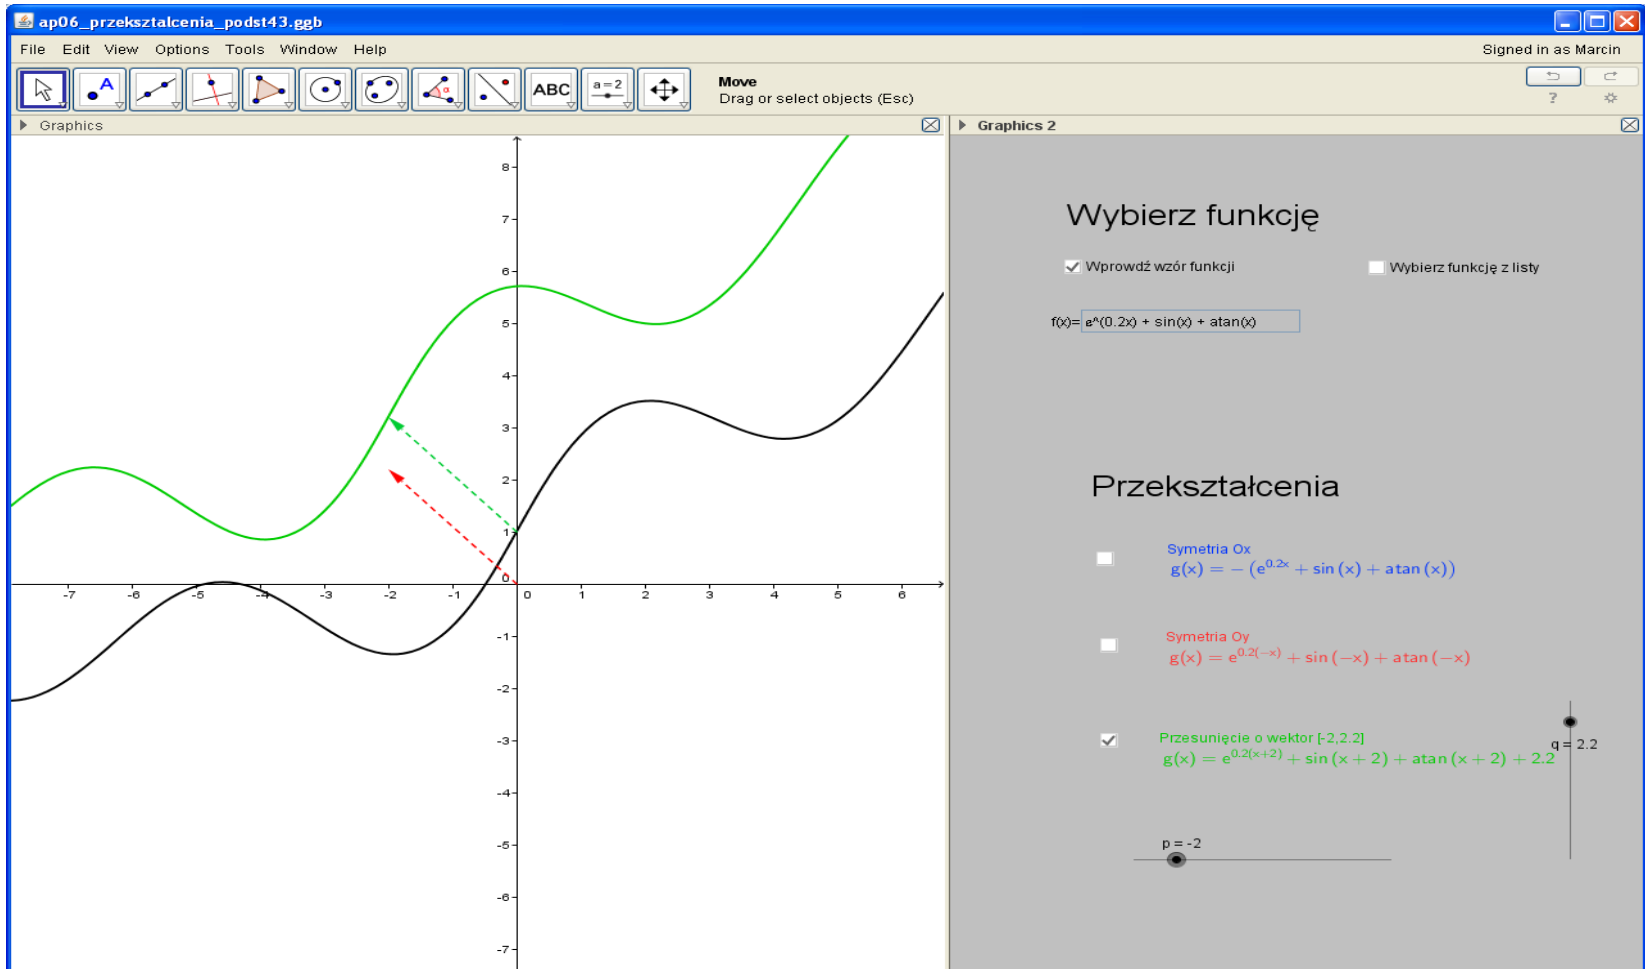 ap06_przeksztalcenia_podst43.ggb
File Edit View Options Tools Window Help
Signed in as Marcin
A
α
ABC
a=2
Move
Drag or select objects (Esc)
?
Graphics
Graphics 2
8
7
6
5
4
3
2
1
0
-7 -6 -5 -4 -3 -2 -1 0 1 2 3 4 5 6
-1
-2
-3
-4
-5
-6
-7
Wybierz funkcję
Wprowdź wzór funkcji
Wybierz funkcję z listy
f(x)= e^(0.2x) + sin(x) + atan(x)
Przekształcenia
Symetria Ox
g(x) = − (e^0.2x + sin (x) + atan (x))
Symetria Oy
g(x) = e^0.2(−x) + sin (−x) + atan (−x)
Przesunięcie o wektor [-2,2.2]
g(x) = e^0.2(x+2) + sin (x + 2) + atan (x + 2) + 2.2
q = 2.2
p = -2